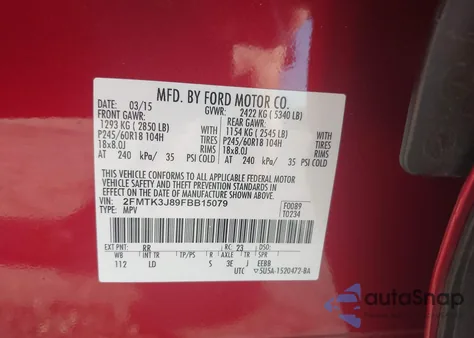 MFD. BY FORD MOTOR CO.
DATE: 03/15 GVWR: 2422 KG ( 5340 LB)
FRONT GAWR: REAR GAWR:
1293 KG ( 2850 LB) WITH 1154 KG ( 2545 LB) WITH
P245/60R18 104H TIRES P245/60R18 104H TIRES
18x8.0J RIMS 18x8.0J RIMS
AT 240 kPa/ 35 PSI COLD AT 240 kPa/ 35 PSI COLD
THIS VEHICLE CONFORMS TO ALL APPLICABLE FEDERAL MOTOR
VEHICLE SAFETY AND THEFT PREVENTION STANDARDS IN EFFECT
ON THE DATE OF MANUFACTURE SHOWN ABOVE.
VIN: 2FMTK3J89FBB15079 F0089
TYPE: MPV T0234
EXT PNT: RR RC: 23 DSO:
WB INT TR TP/PS R AXLE TR SPR
112 LD S 3E J EEBB
UTC ▽5U5A-1520472-BA
autoSnap